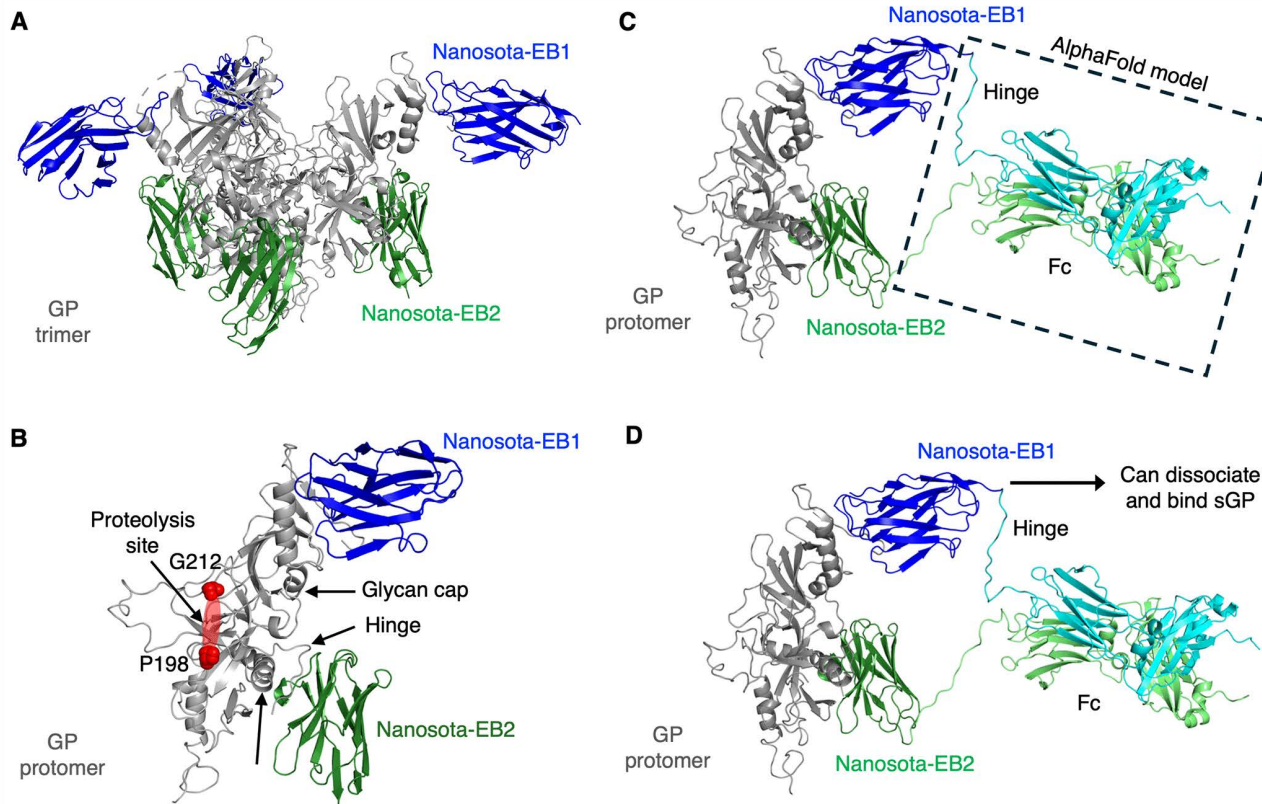 A
Nanosota-EB1
GP
trimer
Nanosota-EB2
C
Nanosota-EB1
AlphaFold model
Hinge
Fc
GP
protomer
Nanosota-EB2
B
Nanosota-EB1
Proteolysis
site
G212
Glycan cap
Hinge
P198
Nanosota-EB2
GP
protomer
D
Nanosota-EB1
Can dissociate
and bind sGP
Hinge
Fc
GP
protomer
Nanosota-EB2